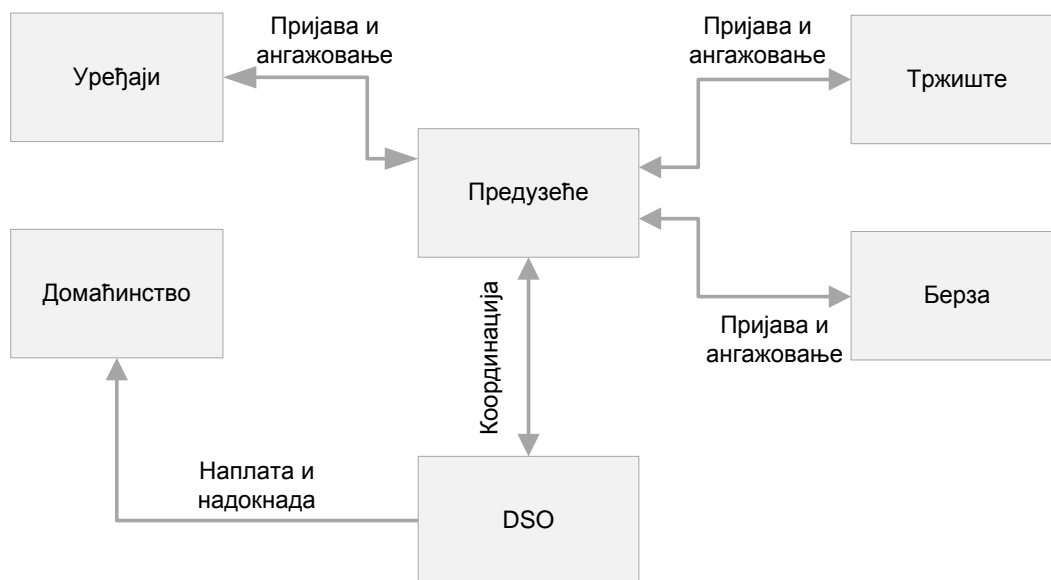 Пријава и
ангажовање
Пријава и
ангажовање
Уређаји
Тржиште
Предузеће
Домаћинство
Берза
Пријава и
ангажовање
Координација
Наплата и
надокнада
DSO